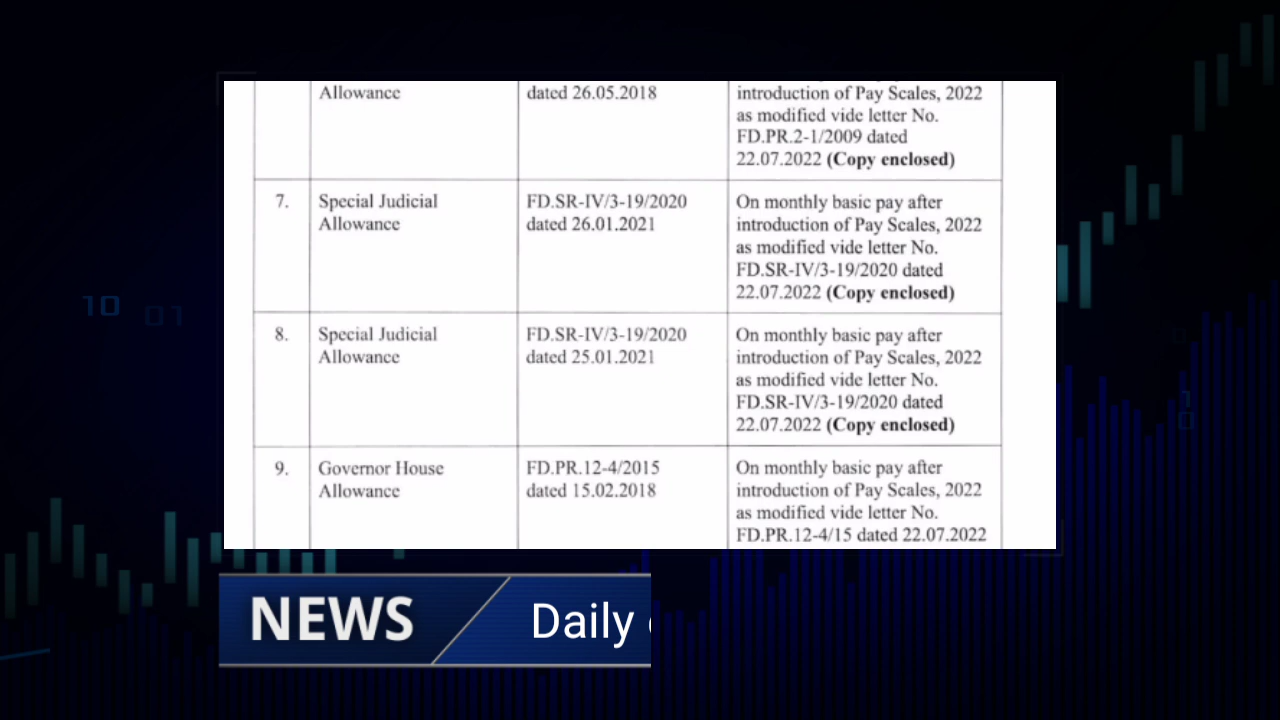 Allowance
dated 26.05.2018
introduction of Pay Scales, 2022
as modified vide letter No.
FD.PR.2-1/2009 dated
22.07.2022 (Copy enclosed)
7.
Special Judicial
Allowance
FD.SR-IV/3-19/2020
dated 26.01.2021
On monthly basic pay after
introduction of Pay Scales, 2022
as modified vide letter No.
FD.SR-IV/3-19/2020 dated
22.07.2022 (Copy enclosed)
8.
Special Judicial
Allowance
FD.SR-IV/3-19/2020
dated 25.01.2021
On monthly basic pay after
introduction of Pay Scales, 2022
as modified vide letter No.
FD.SR-IV/3-19/2020 dated
22.07.2022 (Copy enclosed)
9.
Governor House
Allowance
FD.PR.12-4/2015
dated 15.02.2018
On monthly basic pay after
introduction of Pay Scales, 2022
as modified vide letter No.
FD.PR.12-4/15 dated 22.07.2022
10
01
NEWS
Daily